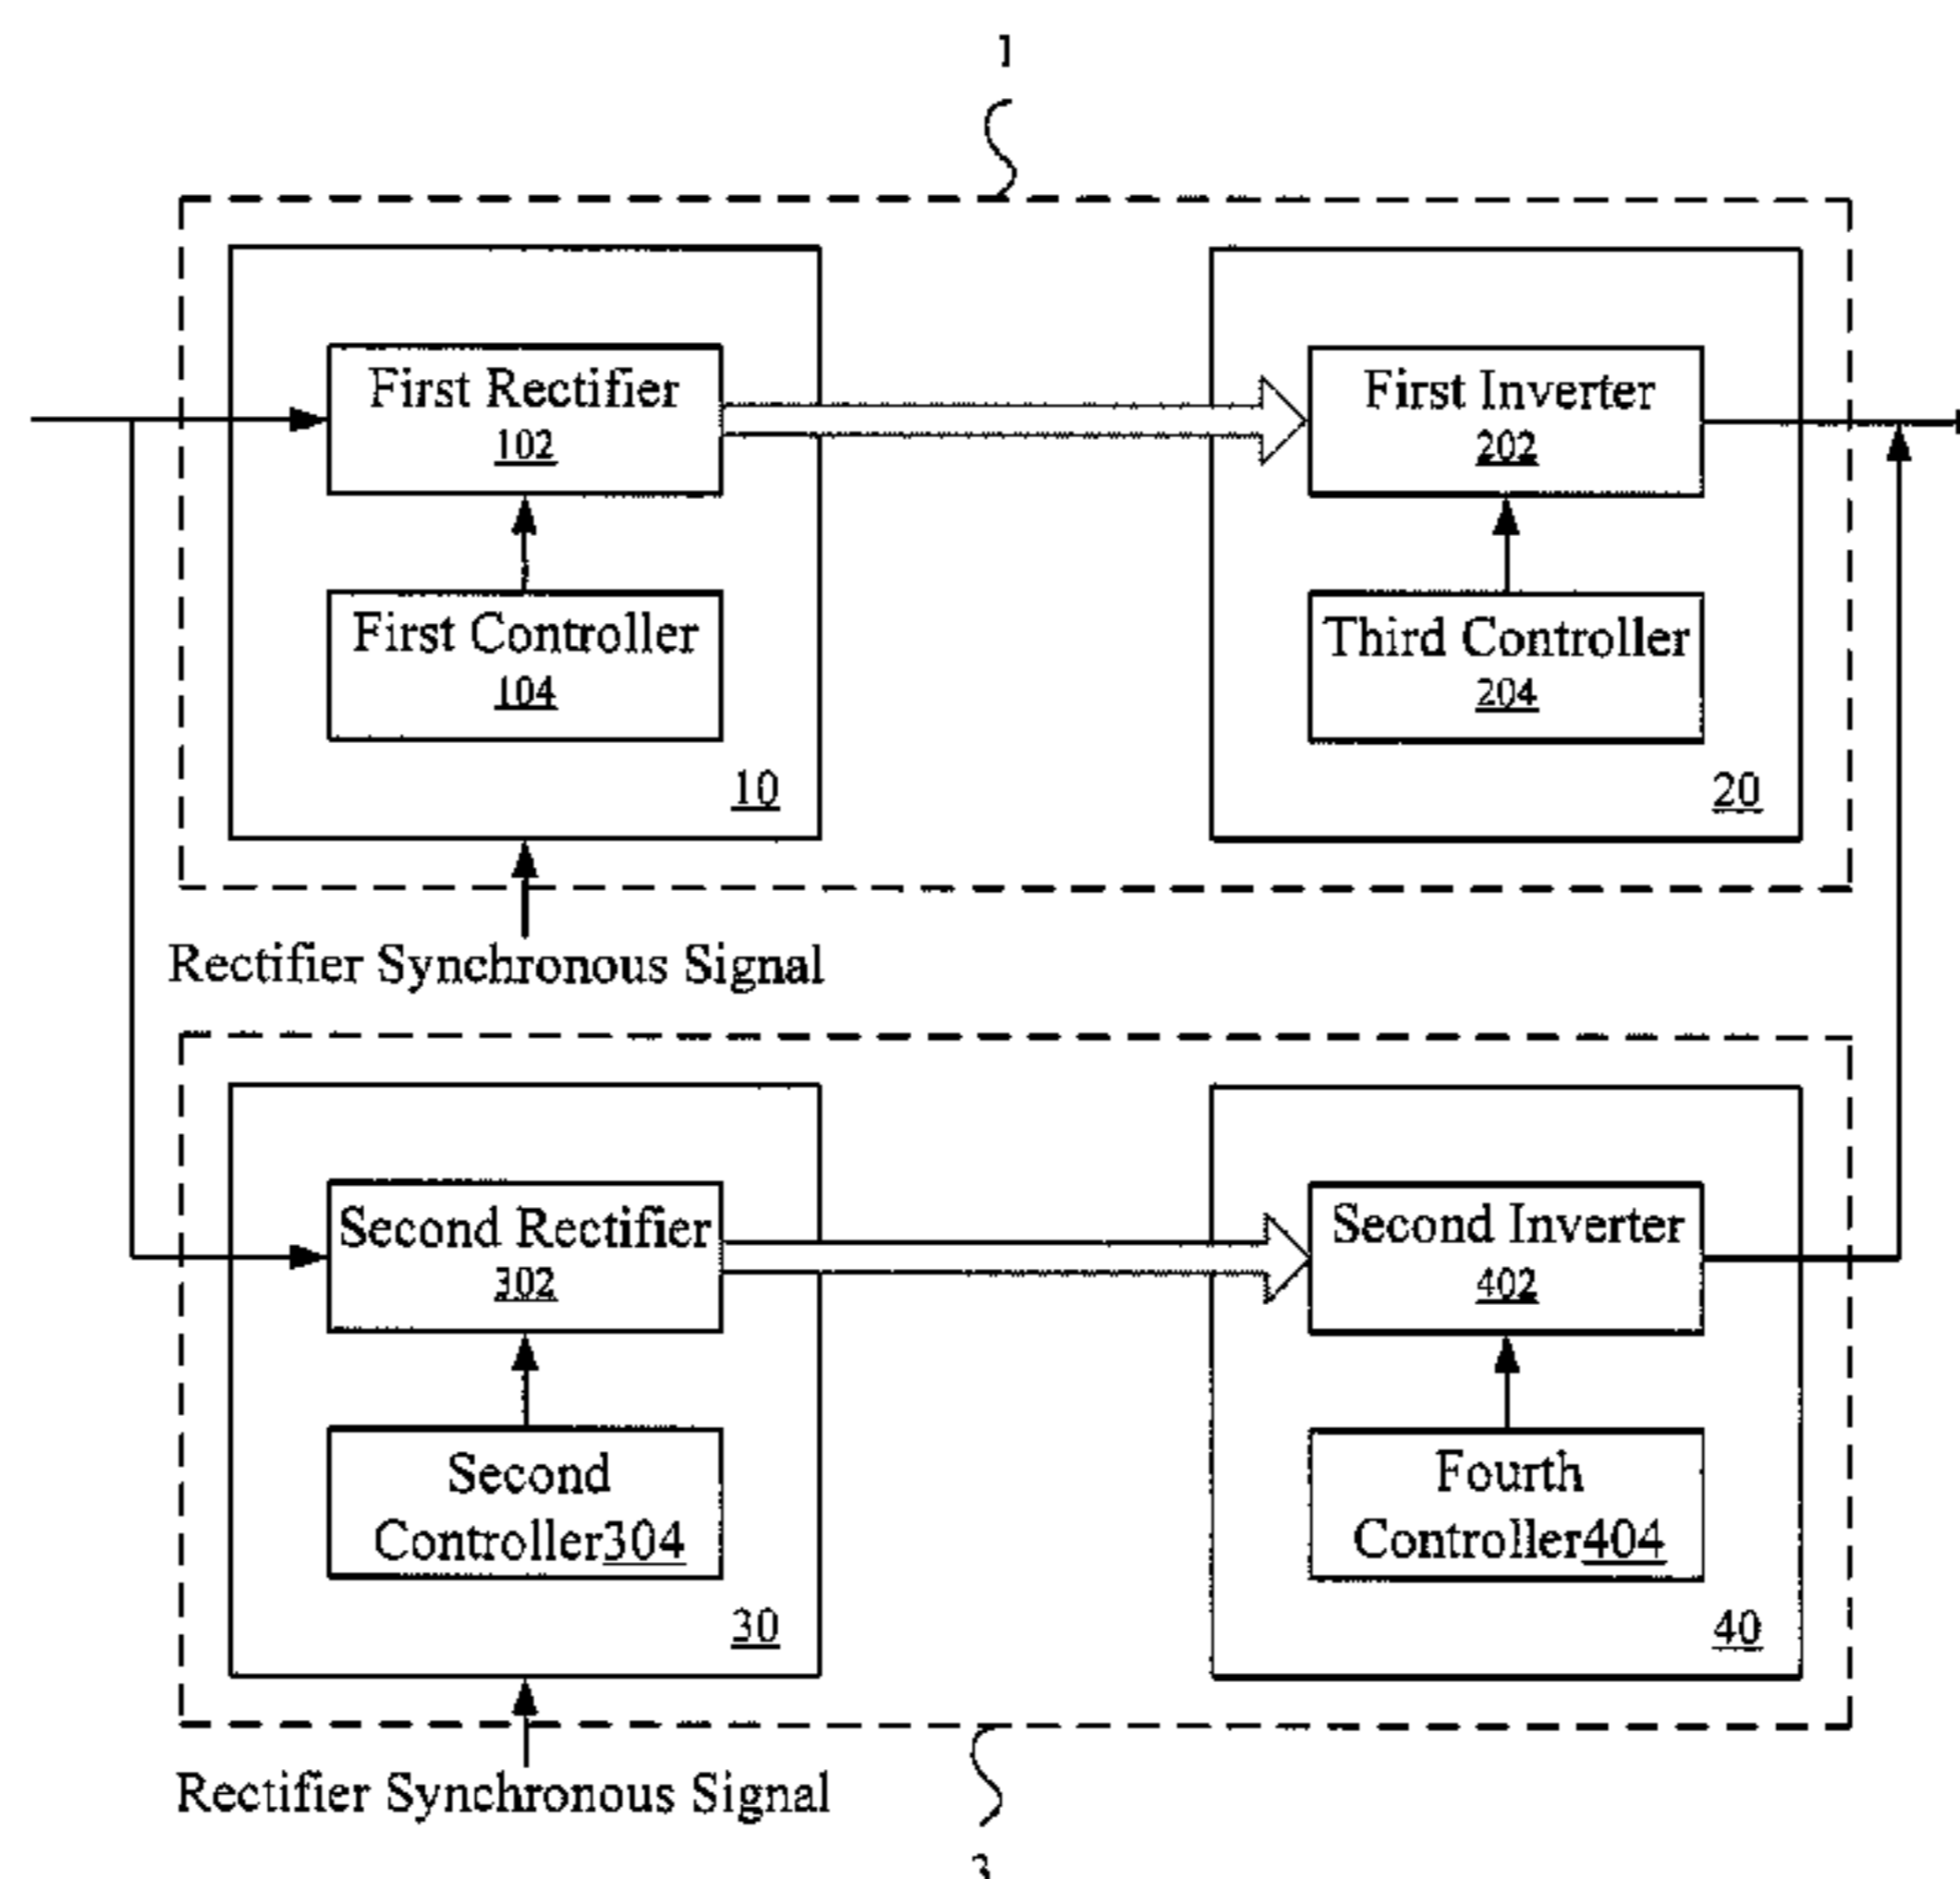 1
First Rectifier
102
First Inverter
202
First Controller
104
Third Controller
204
10
20
Rectifier Synchronous Signal
Second Rectifier
302
Second Inverter
402
Second
Controller304
Fourth
Controller404
30
40
Rectifier Synchronous Signal
3